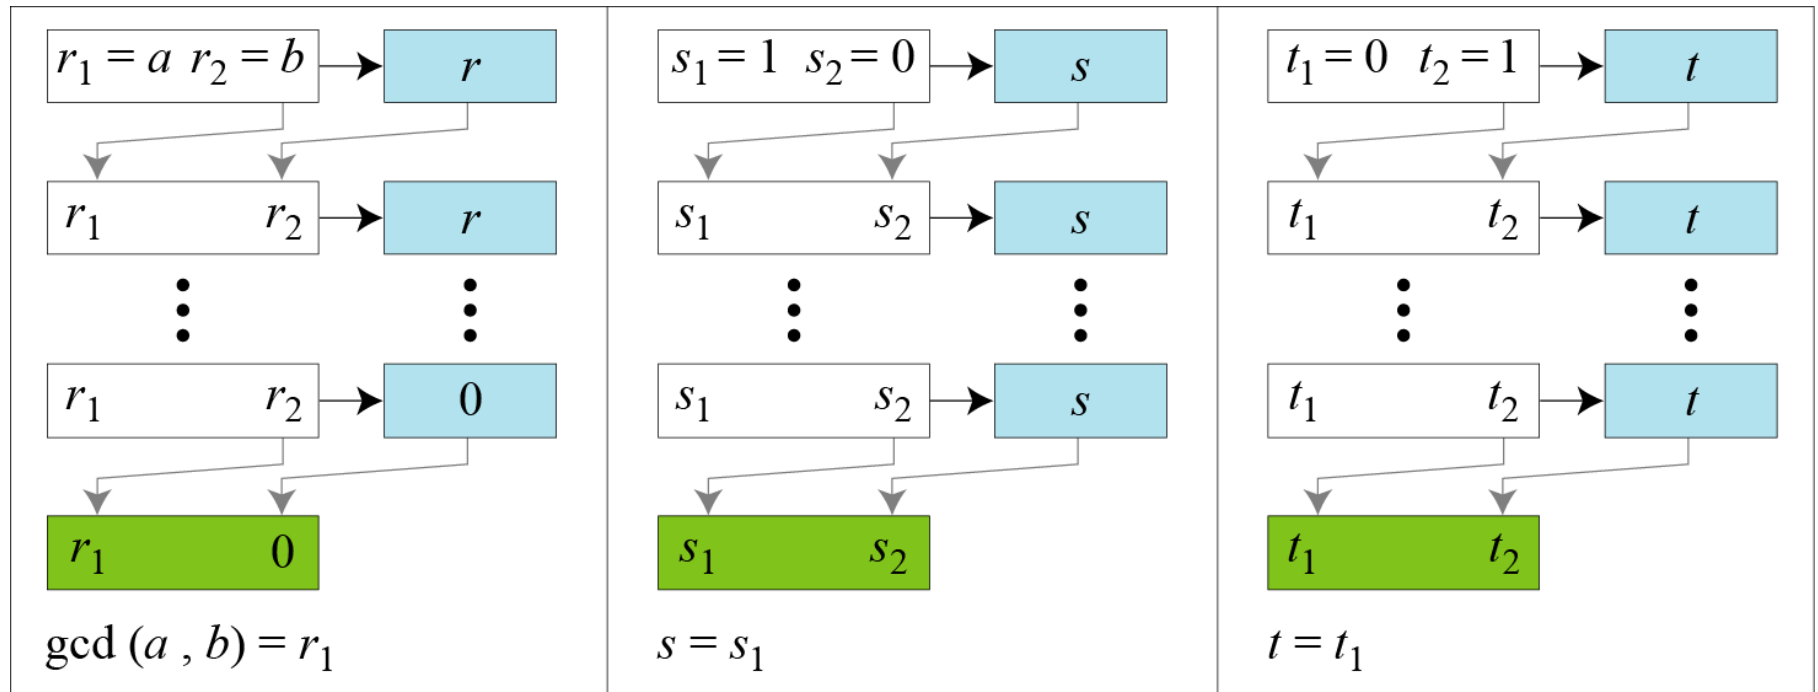 r₁ = a r₂ = b r
r₁ r₂ r
r₁ r₂ 0
r₁ 0
gcd (a , b) = r₁
s₁ = 1 s₂ = 0 s
s₁ s₂ s
s₁ s₂ s
s₁ s₂
s = s₁
t₁ = 0 t₂ = 1 t
t₁ t₂ t
t₁ t₂ t
t₁ t₂
t = t₁